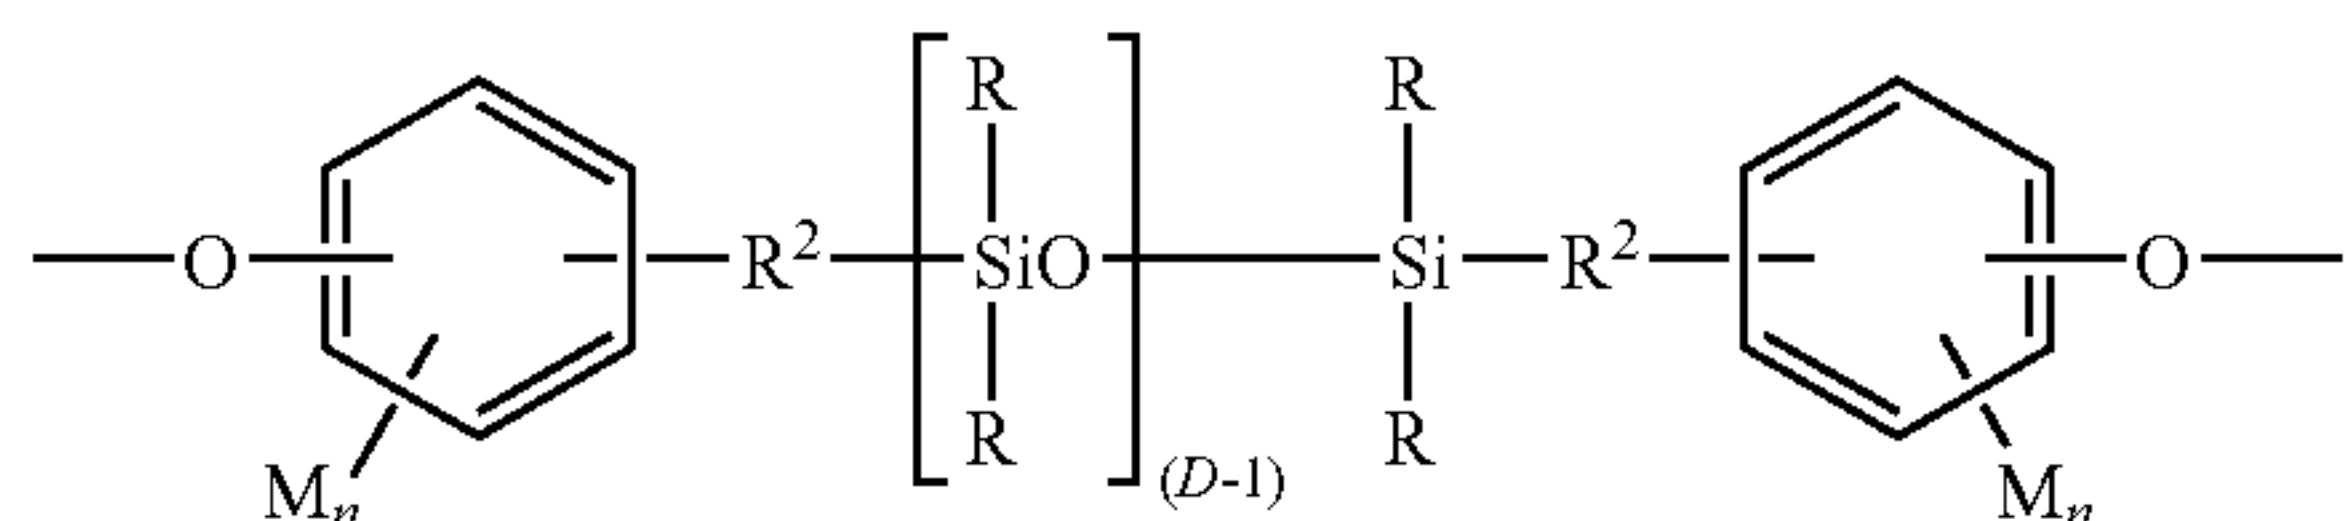 R R
O R² SiO Si R² O
R R
Mₙ (D-1) Mₙ